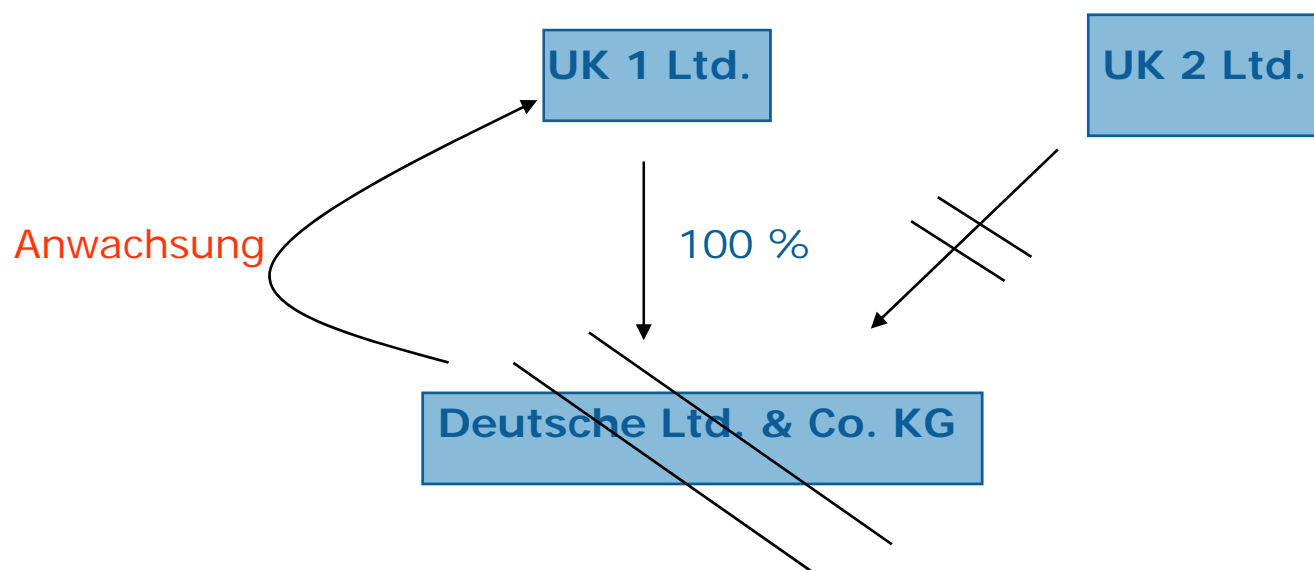 UK 1 Ltd.
UK 2 Ltd.
Anwachsung
100 %
Deutsche Ltd. & Co. KG